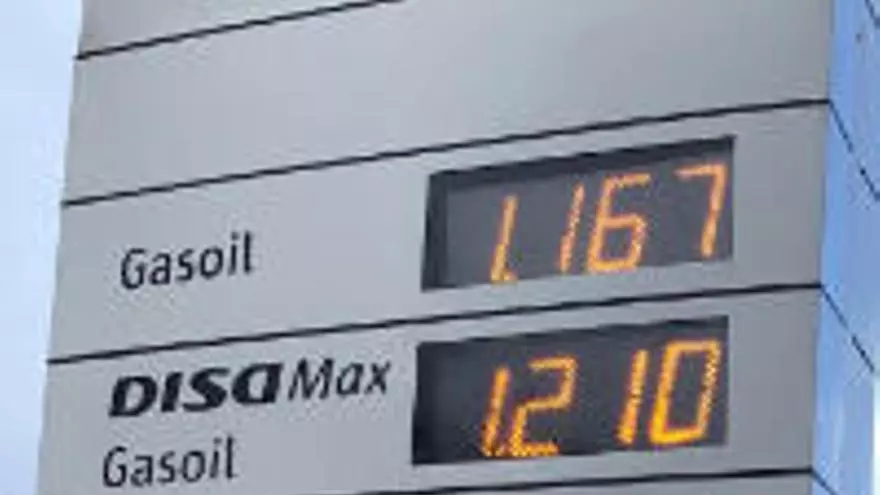 Gasoil 1.167
DISA Max
Gasoil 1.210